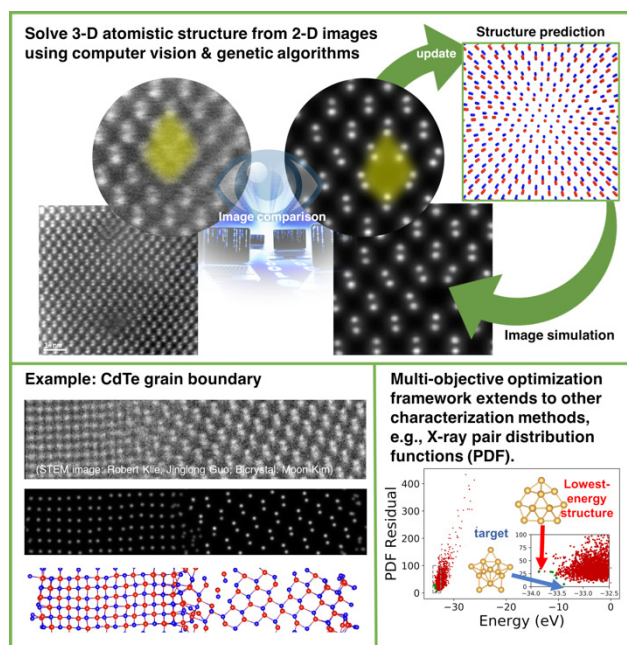 Solve 3-D atomistic structure from 2-D images
using computer vision & genetic algorithms
Structure prediction
update
Image comparison
Image simulation
Example: CdTe grain boundary
(STEM image: Robert Klie, Jinglong Guo; Bicrystal: Moon Kim)
Multi-objective optimization
framework extends to other
characterization methods,
e.g., X-ray pair distribution
functions (PDF).
PDF Residual
400
300
200
100
0
Lowest-
energy
structure
target
100
75
50
25
0
−34.0 −33.5 −33.0 −32.5
−30 −20 −10 0
Energy (eV)